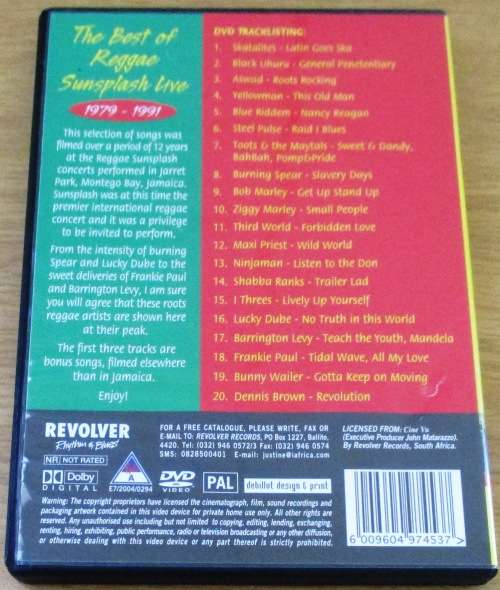 The Best of
Reggae
Sunsplash Live
1979 - 1991
This selection of songs was
filmed over a period of 12 years
at the Reggae Sunsplash
concerts performed in Jarret
Park, Montego Bay, Jamaica.
Sunsplash was at this time the
premier international reggae
concert and it was a privilege
to be invited to perform.
From the intensity of burning
Spear and Lucky Dube to the
sweet deliveries of Frankie Paul
and Barrington Levy, I am sure
you will agree that these roots
reggae artists are shown here
at their peak.
The first three tracks are
bonus songs, filmed elsewhere
than in Jamaica.
Enjoy!
DVD TRACKLISTING:
1. Skatalites - Latin Goes Ska
2. Black Uhuru - General Penetentiary
3. Aswad - Roots Rocking
4. Yellowman - This Old Man
5. Blue Riddem - Nancy Reagan
6. Steel Pulse - Raid I Blues
7. Toots & the Maytals - Sweet & Dandy,
BahBah, Pomp&Pride
8. Burning Spear - Slavery Days
9. Bob Marley - Get Up Stand Up
10. Ziggy Marley - Small People
11. Third World - Forbidden Love
12. Maxi Priest - Wild World
13. Ninjaman - Listen to the Don
14. Shabba Ranks - Trailer Lad
15. I Threes - Lively Up Yourself
16. Lucky Dube - No Truth in this World
17. Barrington Levy - Teach the Youth, Mandela
18. Frankie Paul - Tidal Wave, All My Love
19. Bunny Wailer - Gotta Keep on Moving
20. Dennis Brown - Revolution
REVOLVER
Rhythm & Blues
FOR A FREE CATALOGUE, PLEASE WRITE, FAX OR
E-MAIL TO: REVOLVER RECORDS, PO Box 1227, Ballito,
4420. Tel: (032) 946 0572/3 Fax: (032) 946 0574
SMS: 0828500401 E-mail: justine@iafrica.com
LICENSED FROM: Cine Vu
(Executive Producer John Matarazzo).
By Revolver Records, South Africa.
NR NOT RATED
Dolby
DIGITAL
A
E7/2004/0294
DVD
VIDEO
PAL
debillot design & print
Warning: The copyright proprietors have licensed the cinematograph, film, sound recordings and
packaging artwork contained in this video device for private home use only. All other rights are
reserved. Any unauthorised use including but not limited to copying, editing, lending, exchanging,
renting, hiring, exhibiting, public performance, radio or television broadcasting or any other diffusion,
or otherwise dealing with this video device or any part thereof is strictly prohibited.
6 009604 974537 >